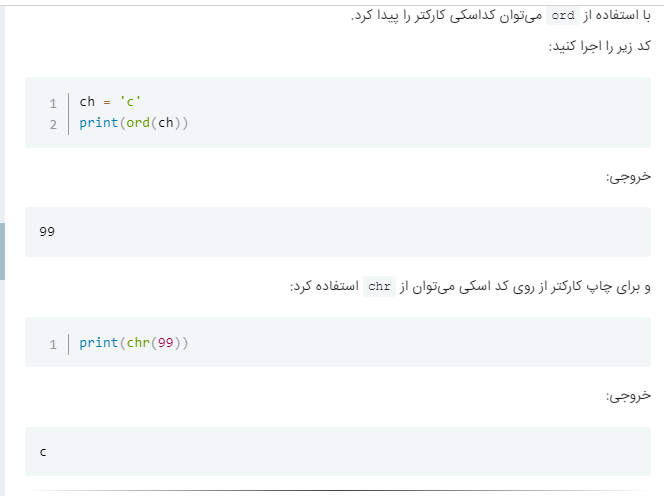 با استفاده از ord می‌توان کداسکی کارکتر را پیدا کرد.
کد زیر را اجرا کنید:
1 ch = 'c'
2 print(ord(ch))
خروجی:
99
و برای چاپ کارکتر از روی کد اسکی می‌توان از chr استفاده کرد:
1 print(chr(99))
خروجی:
c